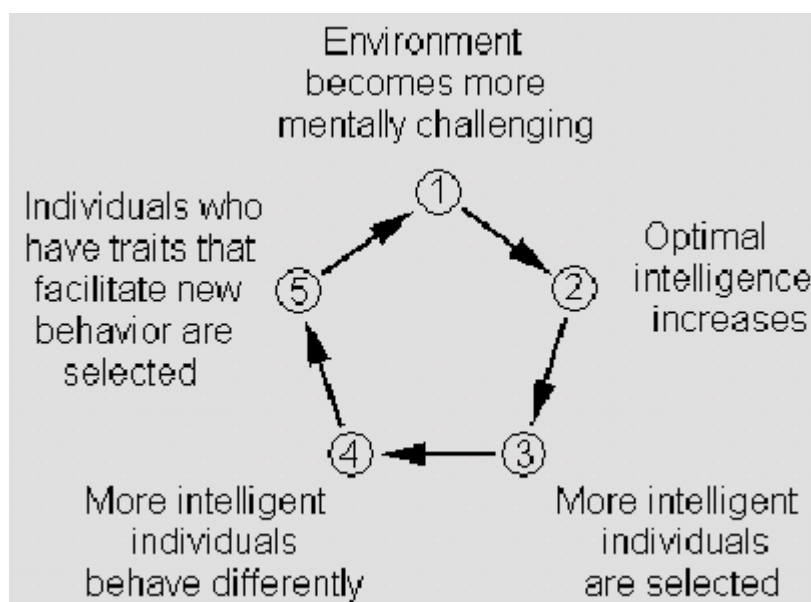 Environment
becomes more
mentally challenging
1
Individuals who
have traits that
facilitate new
behavior are
selected
5
2
Optimal
intelligence
increases
4
3
More intelligent
individuals
behave differently
More intelligent
individuals
are selected